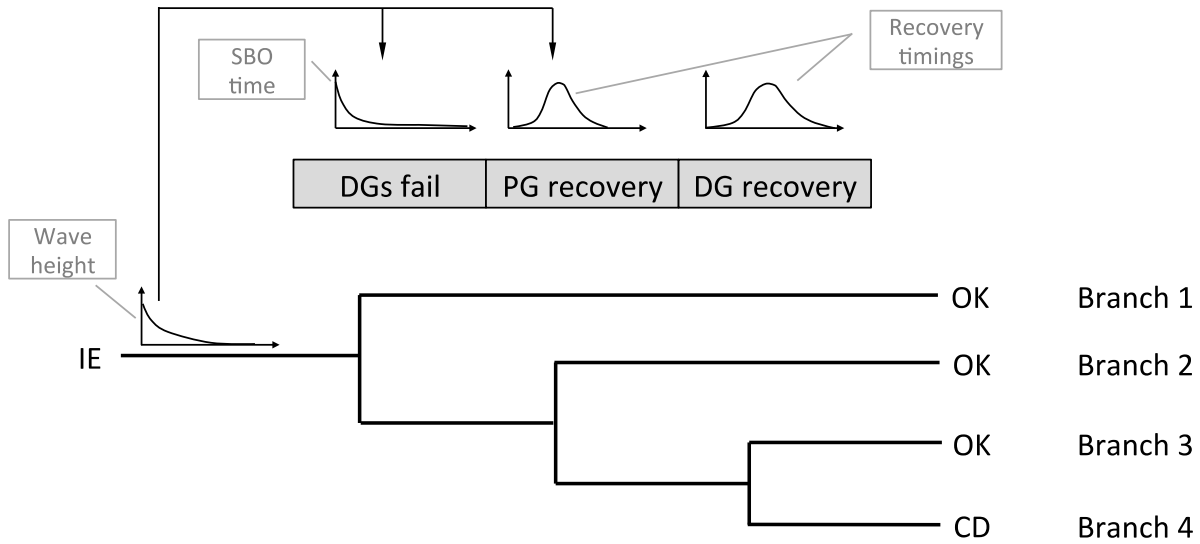 SBO
time
Recovery
timings
DGs fail
PG recovery
DG recovery
Wave
height
IE
OK
Branch 1
OK
Branch 2
OK
Branch 3
CD
Branch 4